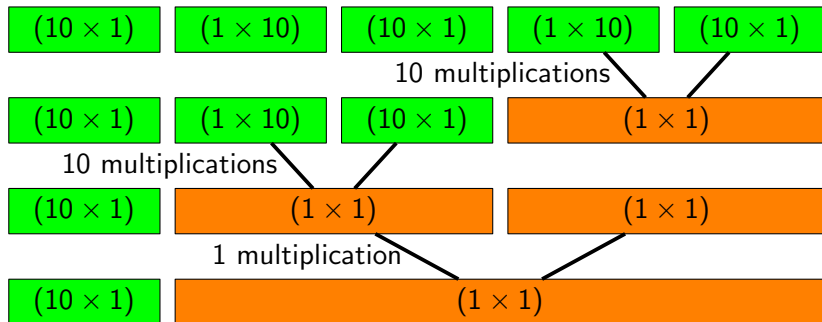 (10 × 1) (1 × 10) (10 × 1) (1 × 10) (10 × 1)
10 multiplications
(10 × 1) (1 × 10) (10 × 1) (1 × 1)
10 multiplications
(10 × 1) (1 × 1) (1 × 1)
1 multiplication
(10 × 1) (1 × 1)